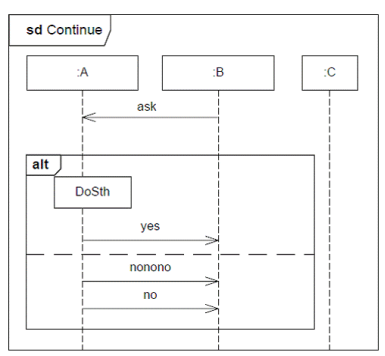 sd Continue
:A
:B
:C
ask
alt
DoSth
yes
nonono
no